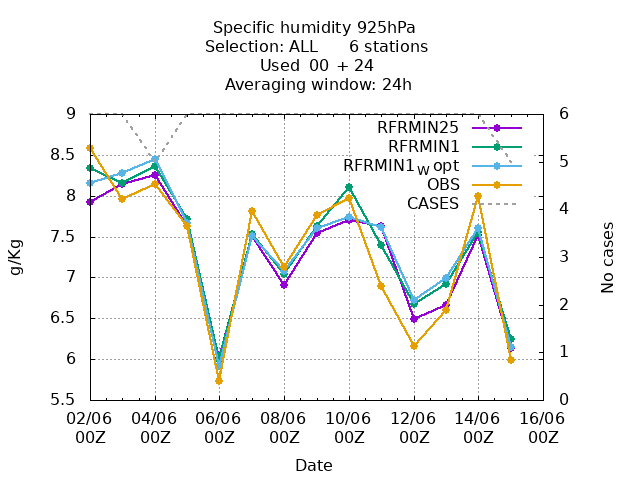 Specific humidity 925hPa
Selection: ALL 6 stations
Used 00 + 24
Averaging window: 24h
9 6
RFRMIN25
RFRMIN1
8.5 RFRMIN1w opt 5
OBS
8 CASES 4
7.5
g/Kg 7 3 No cases
6.5 2
6 1
5.5 0
02/06 04/06 06/06 08/06 10/06 12/06 14/06 16/06
00Z 00Z 00Z 00Z 00Z 00Z 00Z 00Z
Date